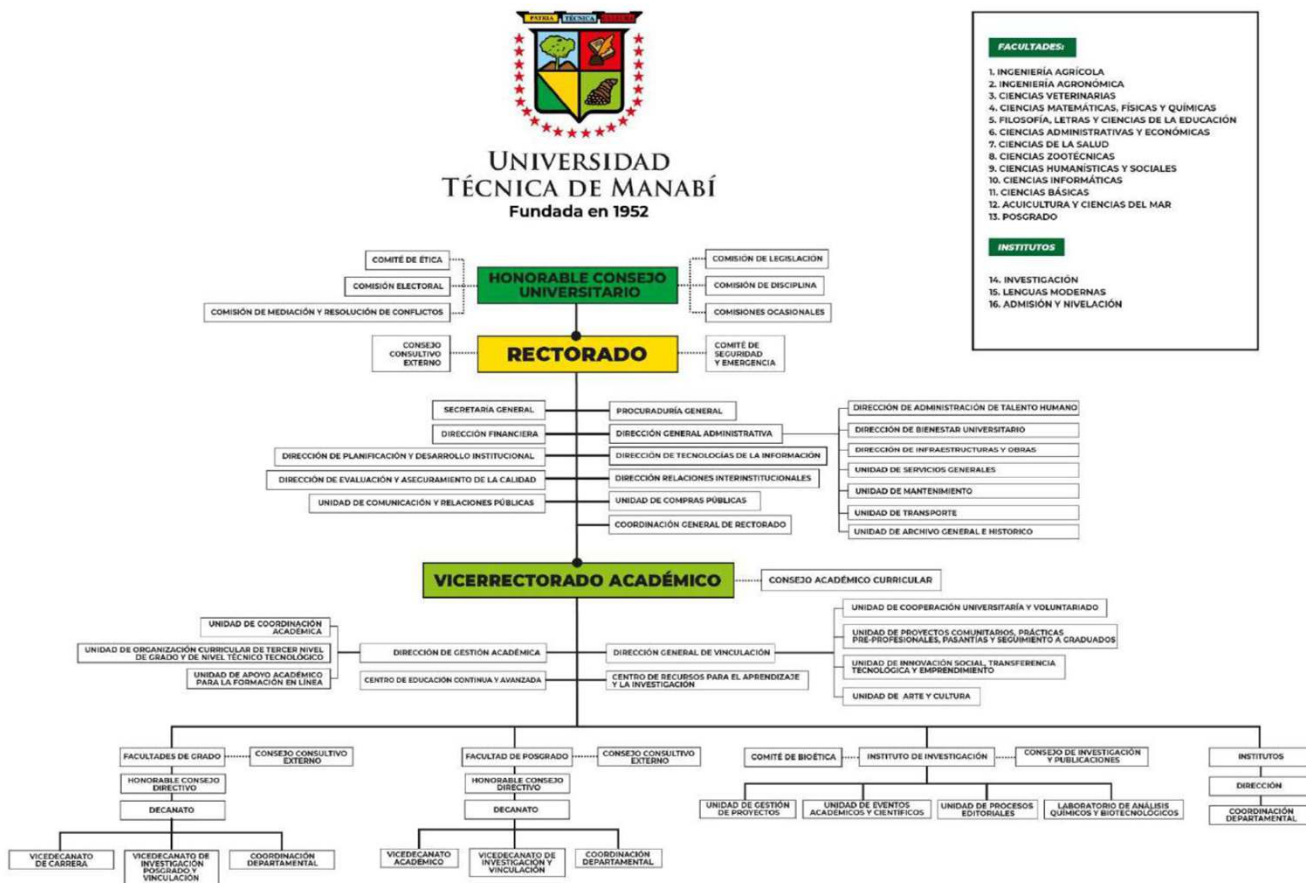 PATRIA TÉCNICA CULTURA
UNIVERSIDAD
TÉCNICA DE MANABÍ
Fundada en 1952
FACULTADES:
1. INGENIERÍA AGRÍCOLA
2. INGENIERÍA AGRONÓMICA
3. CIENCIAS VETERINARIAS
4. CIENCIAS MATEMÁTICAS, FÍSICAS Y QUÍMICAS
5. FILOSOFÍA, LETRAS Y CIENCIAS DE LA EDUCACIÓN
6. CIENCIAS ADMINISTRATIVAS Y ECONÓMICAS
7. CIENCIAS DE LA SALUD
8. CIENCIAS ZOOTÉCNICAS
9. CIENCIAS HUMANÍSTICAS Y SOCIALES
10. CIENCIAS INFORMÁTICAS
11. CIENCIAS BÁSICAS
12. ACUICULTURA Y CIENCIAS DEL MAR
13. POSGRADO
INSTITUTOS
14. INVESTIGACIÓN
15. LENGUAS MODERNAS
16. ADMISIÓN Y NIVELACIÓN
COMITÉ DE ÉTICA
COMISIÓN ELECTORAL
COMISIÓN DE MEDIACIÓN Y RESOLUCIÓN DE CONFLICTOS
HONORABLE CONSEJO
UNIVERSITARIO
COMISIÓN DE LEGISLACIÓN
COMISIÓN DE DISCIPLINA
COMISIONES OCASIONALES
CONSEJO
CONSULTIVO
EXTERNO
RECTORADO
COMITÉ DE
SEGURIDAD
Y EMERGENCIA
SECRETARÍA GENERAL
PROCURADURÍA GENERAL
DIRECCIÓN FINANCIERA
DIRECCIÓN GENERAL ADMINISTRATIVA
DIRECCIÓN DE PLANIFICACIÓN Y DESARROLLO INSTITUCIONAL
DIRECCIÓN DE TECNOLOGÍAS DE LA INFORMACIÓN
DIRECCIÓN DE EVALUACIÓN Y ASEGURAMIENTO DE LA CALIDAD
DIRECCIÓN RELACIONES INTERINSTITUCIONALES
UNIDAD DE COMUNICACIÓN Y RELACIONES PÚBLICAS
UNIDAD DE COMPRAS PÚBLICAS
COORDINACIÓN GENERAL DE RECTORADO
DIRECCIÓN DE ADMINISTRACIÓN DE TALENTO HUMANO
DIRECCIÓN DE BIENESTAR UNIVERSITARIO
DIRECCIÓN DE INFRAESTRUCTURAS Y OBRAS
UNIDAD DE SERVICIOS GENERALES
UNIDAD DE MANTENIMIENTO
UNIDAD DE TRANSPORTE
UNIDAD DE ARCHIVO GENERAL E HISTORICO
VICERRECTORADO ACADÉMICO
CONSEJO ACADÉMICO CURRICULAR
UNIDAD DE COORDINACIÓN
ACADÉMICA
UNIDAD DE ORGANIZACIÓN CURRICULAR DE TERCER NIVEL
DE GRADO Y DE NIVEL TÉCNICO TECNOLÓGICO
UNIDAD DE APOYO ACADÉMICO
PARA LA FORMACIÓN EN LÍNEA
DIRECCIÓN DE GESTIÓN ACADÉMICA
CENTRO DE EDUCACIÓN CONTINUA Y AVANZADA
DIRECCIÓN GENERAL DE VINCULACIÓN
CENTRO DE RECURSOS PARA EL APRENDIZAJE
Y LA INVESTIGACIÓN
UNIDAD DE COOPERACIÓN UNIVERSITARÍA Y VOLUNTARIADO
UNIDAD DE PROYECTOS COMUNITARIOS, PRÁCTICAS
PRE-PROFESIONALES, PASANTÍAS Y SEGUIMIENTO A GRADUADOS
UNIDAD DE INNOVACIÓN SOCIAL, TRANSFERENCIA
TECNOLÓGICA Y EMPRENDIMIENTO
UNIDAD DE ARTE Y CULTURA
FACULTADES DE GRADO
CONSEJO CONSULTIVO
EXTERNO
HONORABLE CONSEJO
DIRECTIVO
DECANATO
VICEDECANATO
DE CARRERA
VICEDECANATO DE
INVESTIGACIÓN
POSGRADO Y
VINCULACIÓN
COORDINACIÓN
DEPARTAMENTAL
FACULTAD DE POSGRADO
CONSEJO CONSULTIVO
EXTERNO
HONORABLE CONSEJO
DIRECTIVO
DECANATO
VICEDECANATO
ACADÉMICO
VICEDECANATO DE
INVESTIGACIÓN Y
VINCULACIÓN
COORDINACIÓN
DEPARTAMENTAL
COMITÉ DE BIOÉTICA
INSTITUTO DE INVESTIGACIÓN
CONSEJO DE INVESTIGACIÓN
Y PUBLICACIONES
UNIDAD DE GESTIÓN
DE PROYECTOS
UNIDAD DE EVENTOS
ACADÉMICOS Y CIENTÍFICOS
UNIDAD DE PROCESOS
EDITORIALES
LABORATORIO DE ANÁLISIS
QUÍMICOS Y BIOTECNOLÓGICOS
INSTITUTOS
DIRECCIÓN
COORDINACIÓN
DEPARTAMENTAL